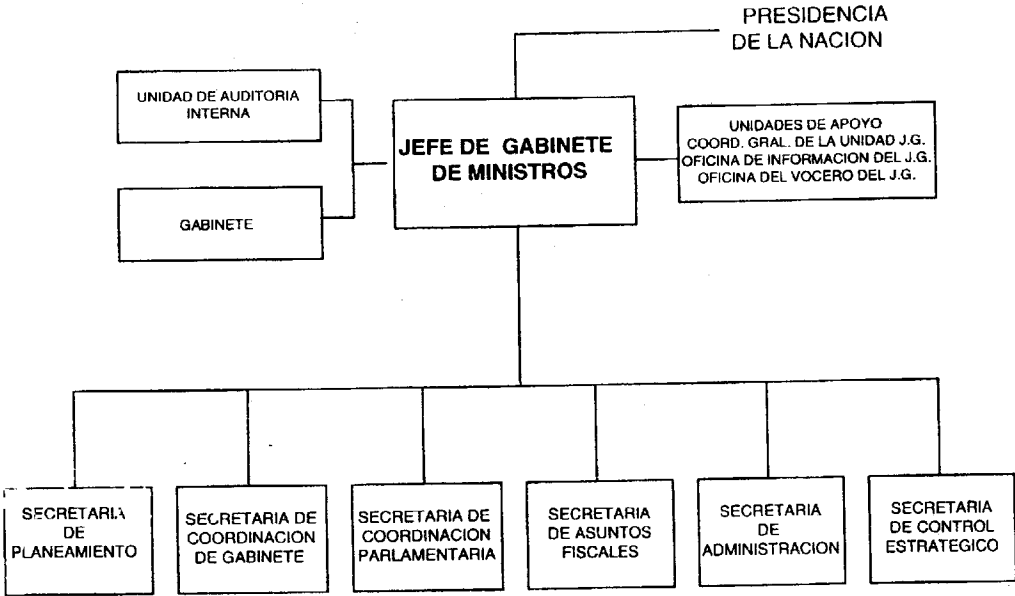 PRESIDENCIA
DE LA NACION
UNIDAD DE AUDITORIA
INTERNA
JEFE DE GABINETE
DE MINISTROS
UNIDADES DE APOYO
COORD. GRAL. DE LA UNIDAD J.G.
OFICINA DE INFORMACION DEL J.G.
OFICINA DEL VOCERO DEL J.G.
GABINETE
SECRETARIA
DE
PLANEAMIENTO
SECRETARIA DE
COORDINACION
DE GABINETE
SECRETARIA DE
COORDINACION
PARLAMENTARIA
SECRETARIA
DE ASUNTOS
FISCALES
SECRETARIA
DE
ADMINISTRACION
SECRETARIA
DE CONTROL
ESTRATEGICO